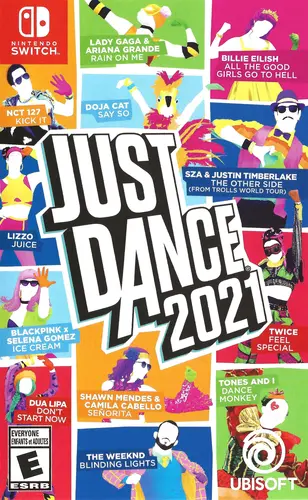 NINTENDO
SWITCH™
LADY GAGA &
ARIANA GRANDE
RAIN ON ME
BILLIE EILISH
ALL THE GOOD
GIRLS GO TO HELL
NCT 127
KICK IT
DOJA CAT
SAY SO
SZA & JUSTIN TIMBERLAKE
THE OTHER SIDE
(FROM TROLLS WORLD TOUR)
LIZZO
JUICE
JUST
DANCE
2021
BLACKPINK X
SELENA GOMEZ
ICE CREAM
TWICE
FEEL
SPECIAL
DUA LIPA
DON'T
START NOW
SHAWN MENDES &
CAMILA CABELLO
SEÑORITA
TONES AND I
DANCE
MONKEY
THE WEEKND
BLINDING LIGHTS
EVERYONE
ENFANTS et ADULTES
E
ESRB
UBISOFT